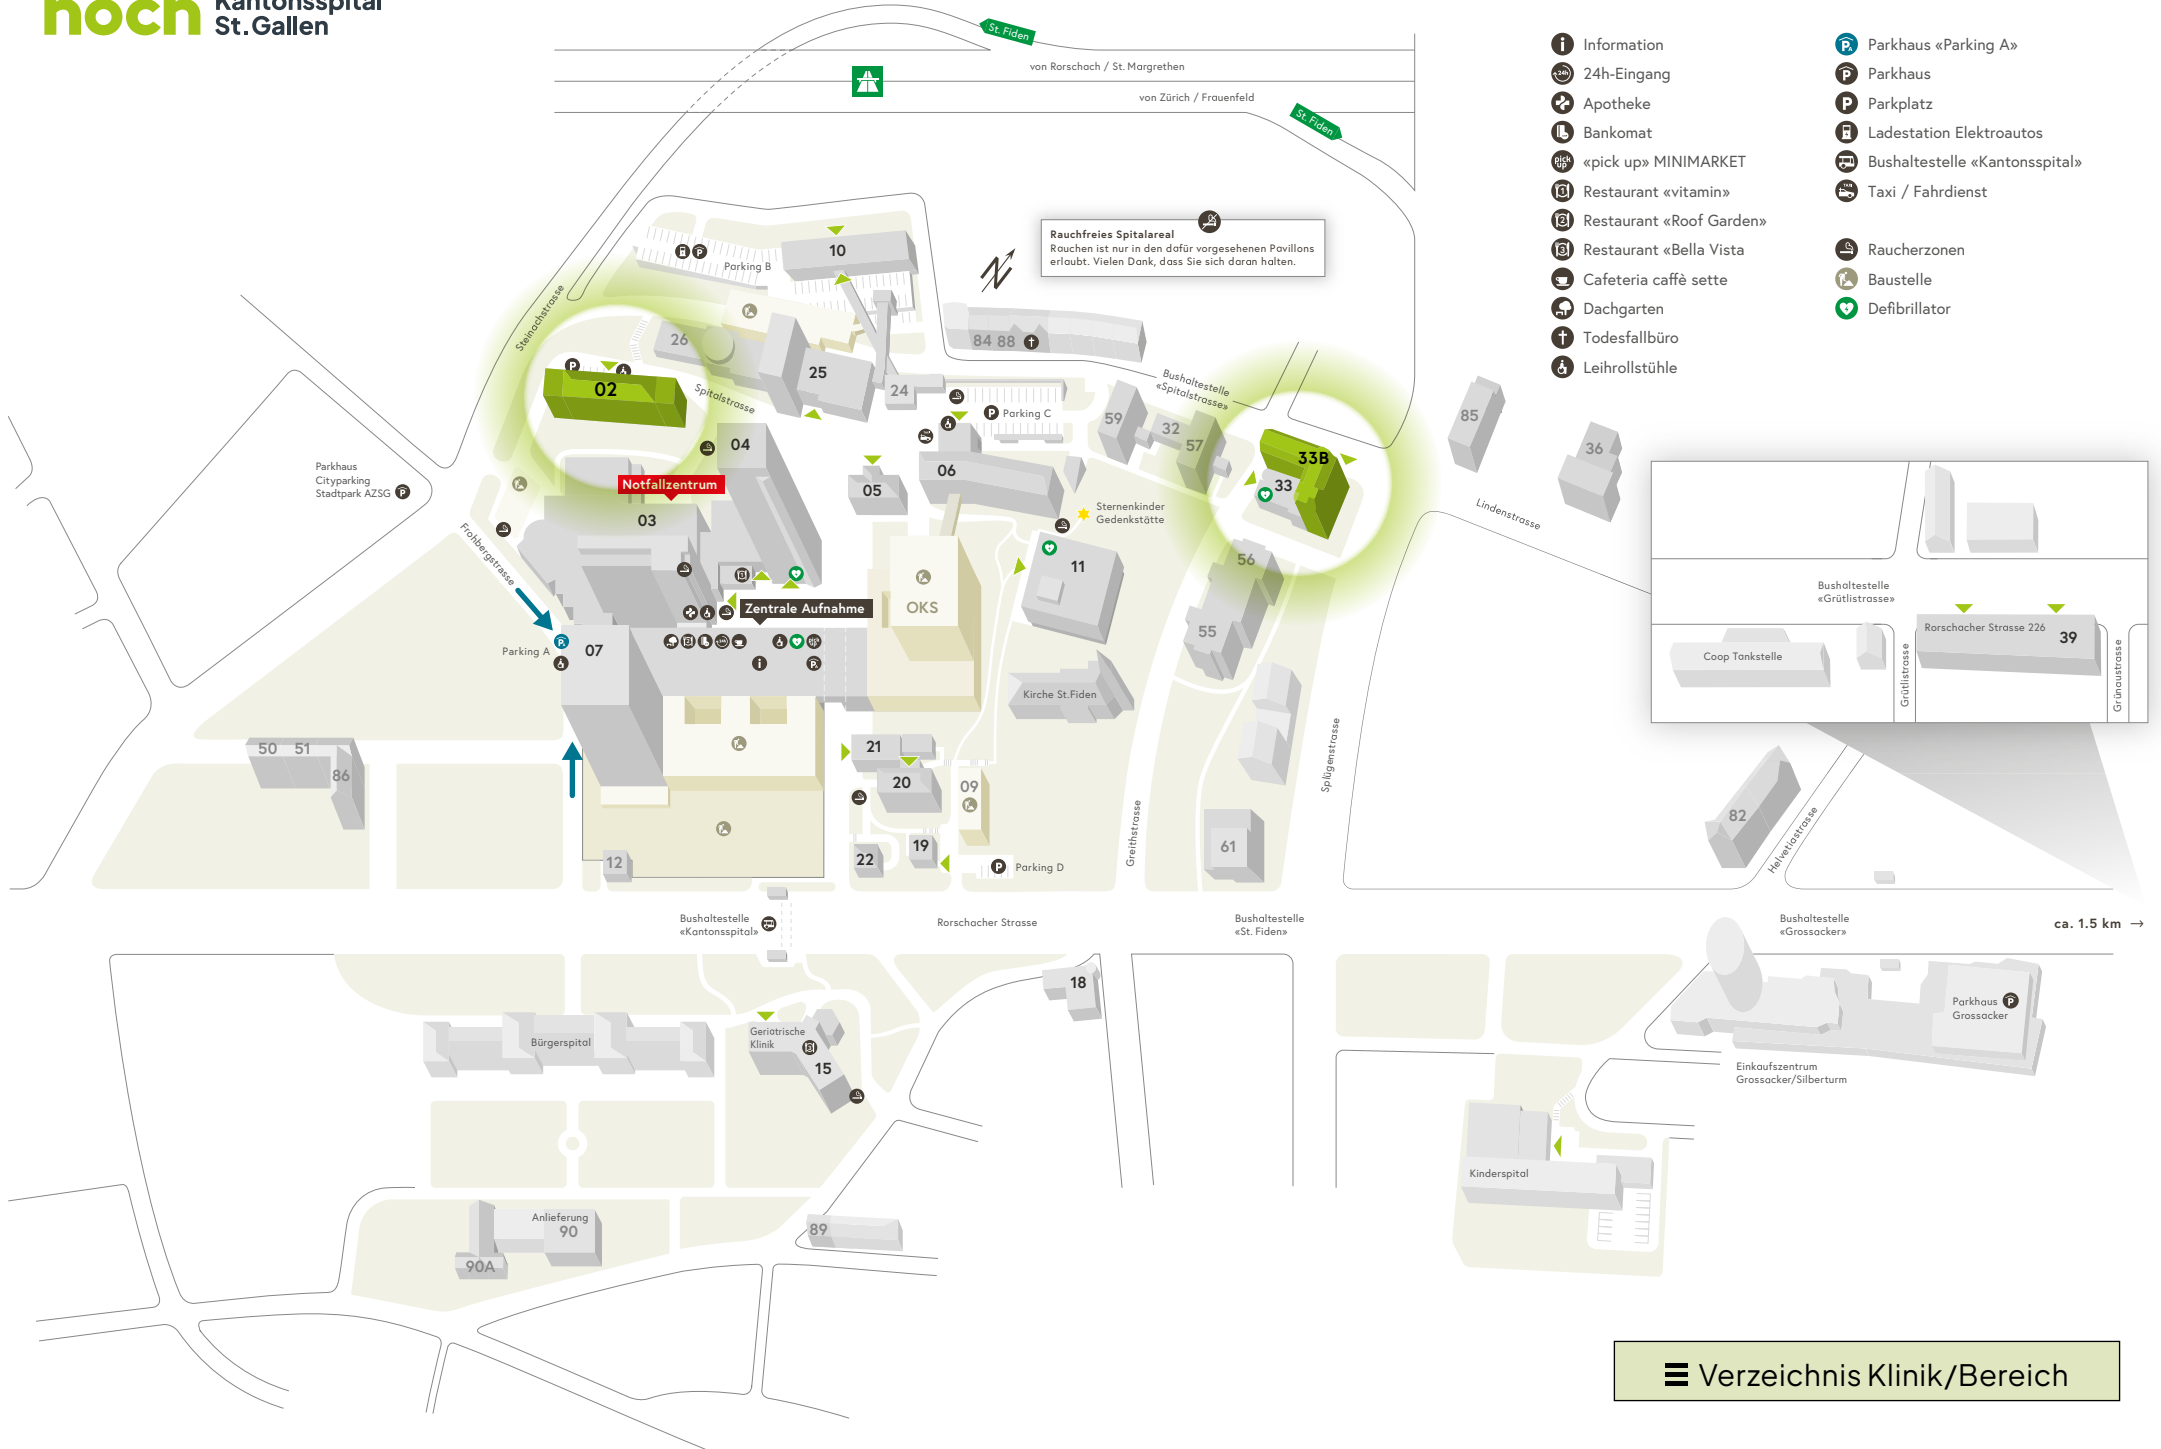 noch Kantonsspital
St.Gallen
St. Fiden
von Rorschach / St. Margrethen
von Zürich / Frauenfeld
St. Fiden
Information
24h-Eingang
Apotheke
Bankomat
«pick up» MINIMARKET
Restaurant «vitamin»
Restaurant «Roof Garden»
Restaurant «Bella Vista
Cafeteria caffè sette
Dachgarten
Todesfallbüro
Leihrollstühle
Parkhaus «Parking A»
Parkhaus
Parkplatz
Ladestation Elektroautos
Bushaltestelle «Kantonsspital»
Taxi / Fahrdienst
Raucherzonen
Baustelle
Defibrillator
Rauchfreies Spitalareal
Rauchen ist nur in den dafür vorgesehenen Pavillons
erlaubt. Vielen Dank, dass Sie sich daran halten.
N
10
Parking B
Steinachstrasse
26
25
24
84 88
Bushaltestelle
«Spitalstrasse»
02
Spitalstrasse
04
Parking C
59
32
57
33B
33
85
36
Parkhaus
Cityparking
Stadtpark AZSG
Notfallzentrum
03
05
06
Sternenkinder
Gedenkstätte
Lindenstrasse
Frohbergstrasse
11
56
55
OKS
Zentrale Aufnahme
Parking A
07
Kirche St.Fiden
Bushaltestelle
«Grütlistrasse»
Rorschacher Strasse 226
39
Coop Tankstelle
Grütlistrasse
Grünaustrasse
50 51
86
21
20
09
19
22
12
Parking D
Greithstrasse
Splügenstrasse
61
82
Helvetiastrasse
Bushaltestelle
«Kantonsspital»
Rorschacher Strasse
Bushaltestelle
«St. Fiden»
Bushaltestelle
«Grossacker»
ca. 1.5 km →
18
Bürgerspital
Geriatrische
Klinik
15
Parkhaus
Grossacker
Einkaufszentrum
Grossacker/Silberturm
Kinderspital
Anlieferung
90
90A
89
Verzeichnis Klinik/Bereich